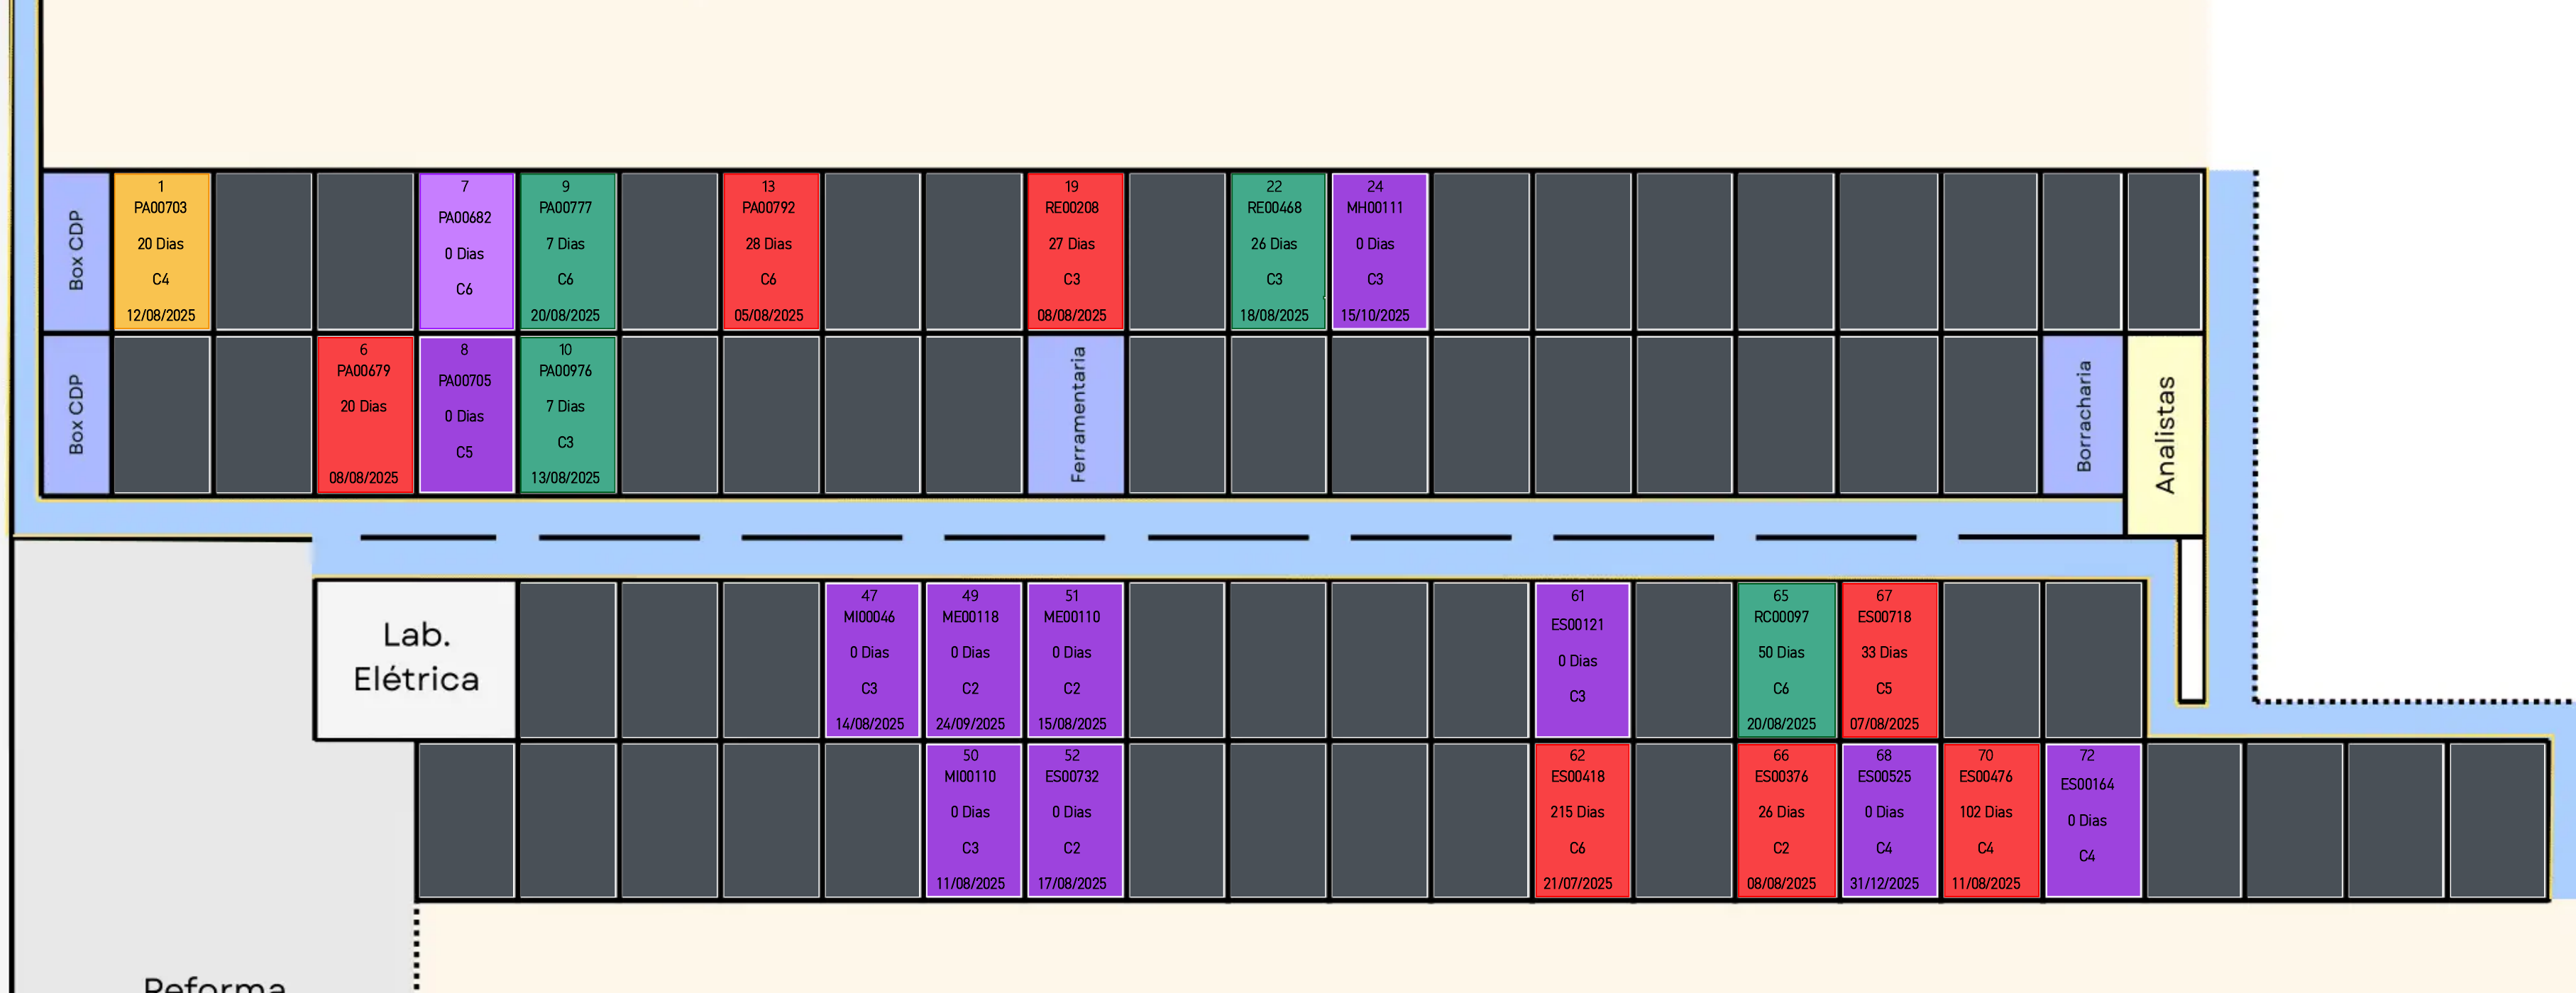 Box CDP
1
PA00703
20 Dias
C4
12/08/2025
7
PA00682
0 Dias
C6
9
PA00777
7 Dias
C6
20/08/2025
13
PA00792
28 Dias
C6
05/08/2025
19
RE00208
27 Dias
C3
08/08/2025
22
RE00468
26 Dias
C3
18/08/2025
24
MH00111
0 Dias
C3
15/10/2025
Box CDP
6
PA00679
20 Dias
08/08/2025
8
PA00705
0 Dias
C5
10
PA00976
7 Dias
C3
13/08/2025
Ferramentaria
Borracharia
Analistas
Lab.
Elétrica
47
MI00046
0 Dias
C3
14/08/2025
49
ME00118
0 Dias
C2
24/09/2025
51
ME00110
0 Dias
C2
15/08/2025
61
ES00121
0 Dias
C3
65
RC00097
50 Dias
C6
20/08/2025
67
ES00718
33 Dias
C5
07/08/2025
50
MI00110
0 Dias
C3
11/08/2025
52
ES00732
0 Dias
C2
17/08/2025
62
ES00418
215 Dias
C6
21/07/2025
66
ES00376
26 Dias
C2
08/08/2025
68
ES00525
0 Dias
C4
31/12/2025
70
ES00476
102 Dias
C4
11/08/2025
72
ES00164
0 Dias
C4
Reforma